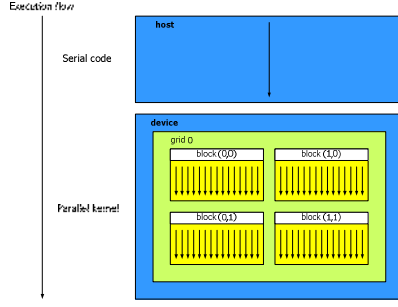 Execution flow
host
Serial code
device
grid 0
block (0,0)
block (1,0)
Parallel kernel
block (0,1)
block (1,1)